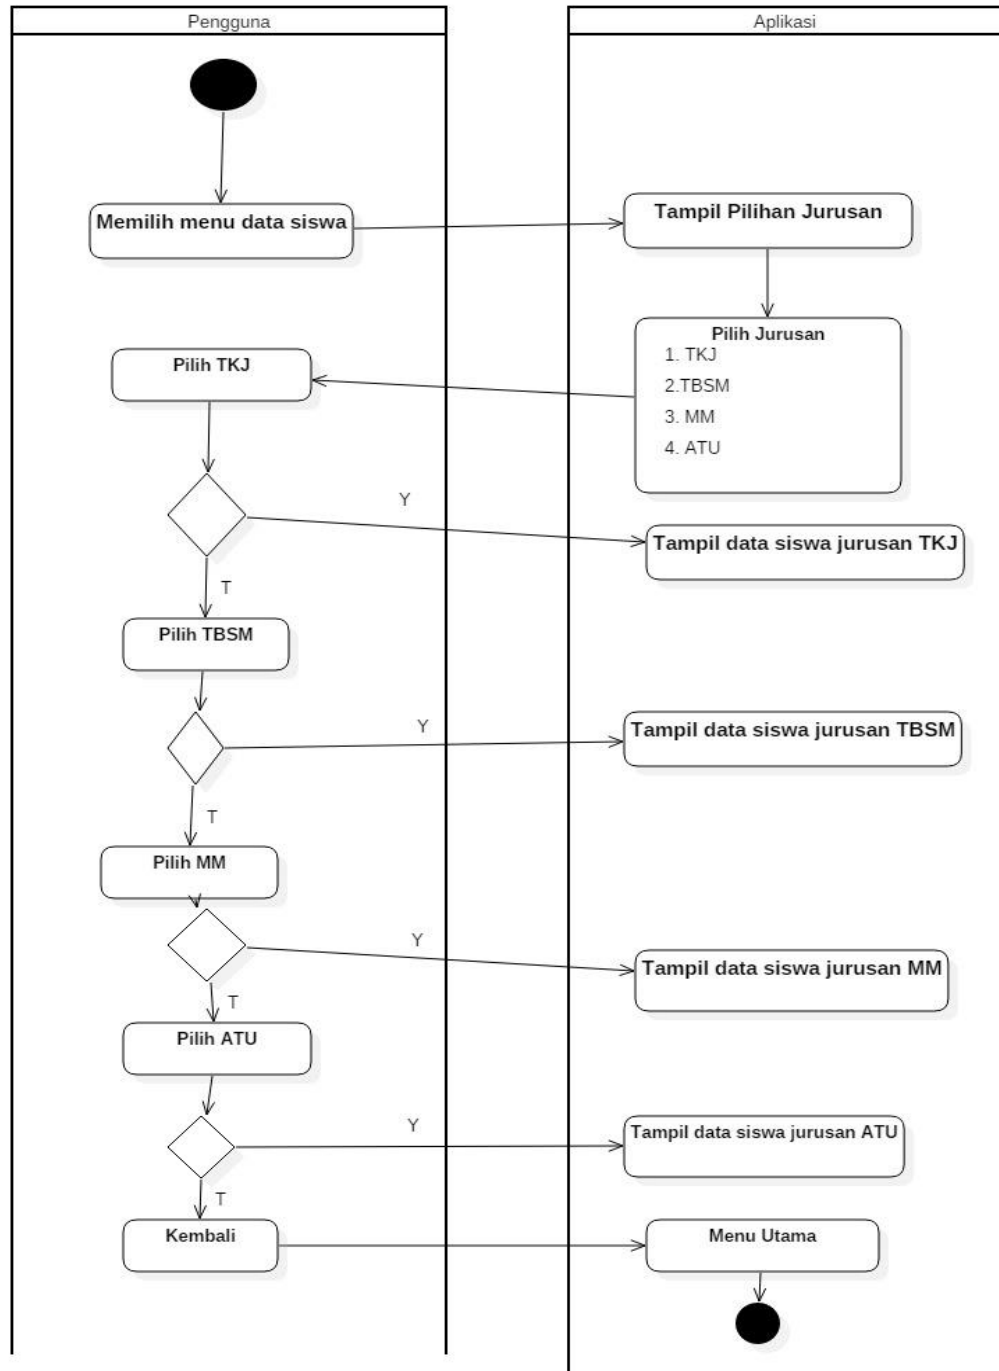 Pengguna
Aplikasi
Memilih menu data siswa
Tampil Pilihan Jurusan
Pilih Jurusan
1. TKJ
2.TBSM
3. MM
4. ATU
Pilih TKJ
Y
Tampil data siswa jurusan TKJ
T
Pilih TBSM
Y
Tampil data siswa jurusan TBSM
T
Pilih MM
Y
Tampil data siswa jurusan MM
T
Pilih ATU
Y
Tampil data siswa jurusan ATU
T
Kembali
Menu Utama